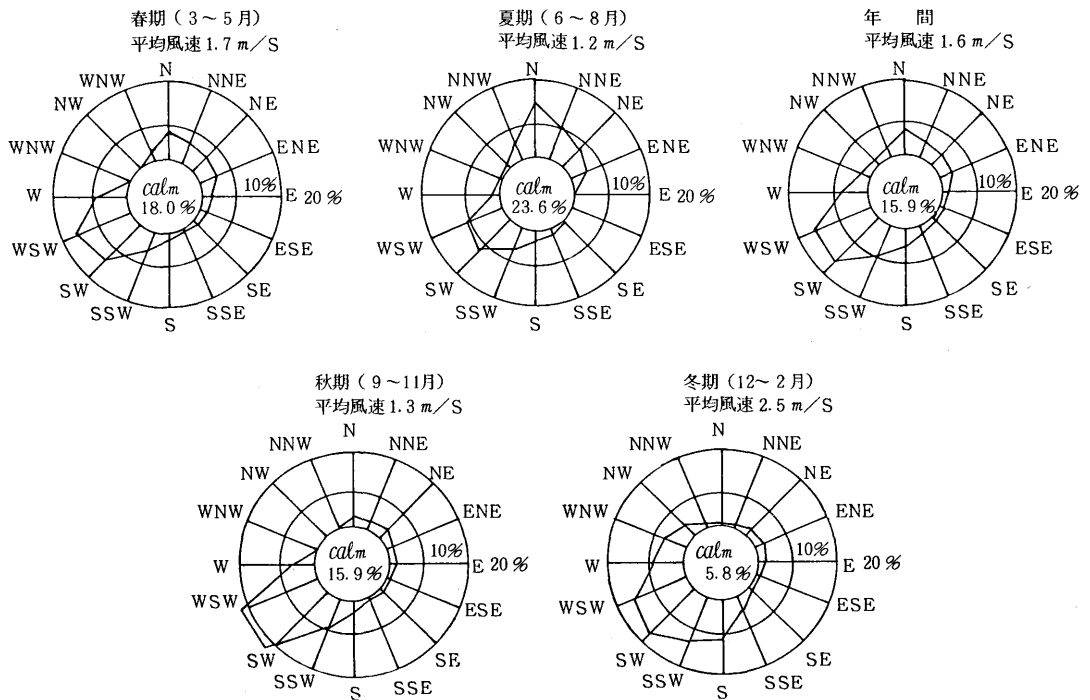 春期(3～5月)
平均風速1.7m/S
N
NNE
NE
ENE
10%
E 20%
ESE
SE
SSE
S
SSW
SW
WSW
W
WNW
NW
WNW
calm
18.0%
夏期(6～8月)
平均風速1.2m/S
N
NNE
NE
ENE
10%
E 20%
ESE
SE
SSE
S
SSW
SW
WSW
W
WNW
NW
NNW
calm
23.6%
年 間
平均風速1.6m/S
N
NNE
NE
ENE
10%
E 20%
ESE
SE
SSE
S
SSW
SW
WSW
W
WNW
NW
NNW
calm
15.9%
秋期(9～11月)
平均風速1.3m/S
N
NNE
NE
ENE
10%
E 20%
ESE
SE
SSE
S
SSW
SW
WSW
W
WNW
NW
NNW
calm
15.9%
冬期(12～2月)
平均風速2.5m/S
N
NNE
NE
ENE
10%
E 20%
ESE
SE
SSE
S
SSW
SW
WSW
W
WNW
NW
NNW
calm
5.8%